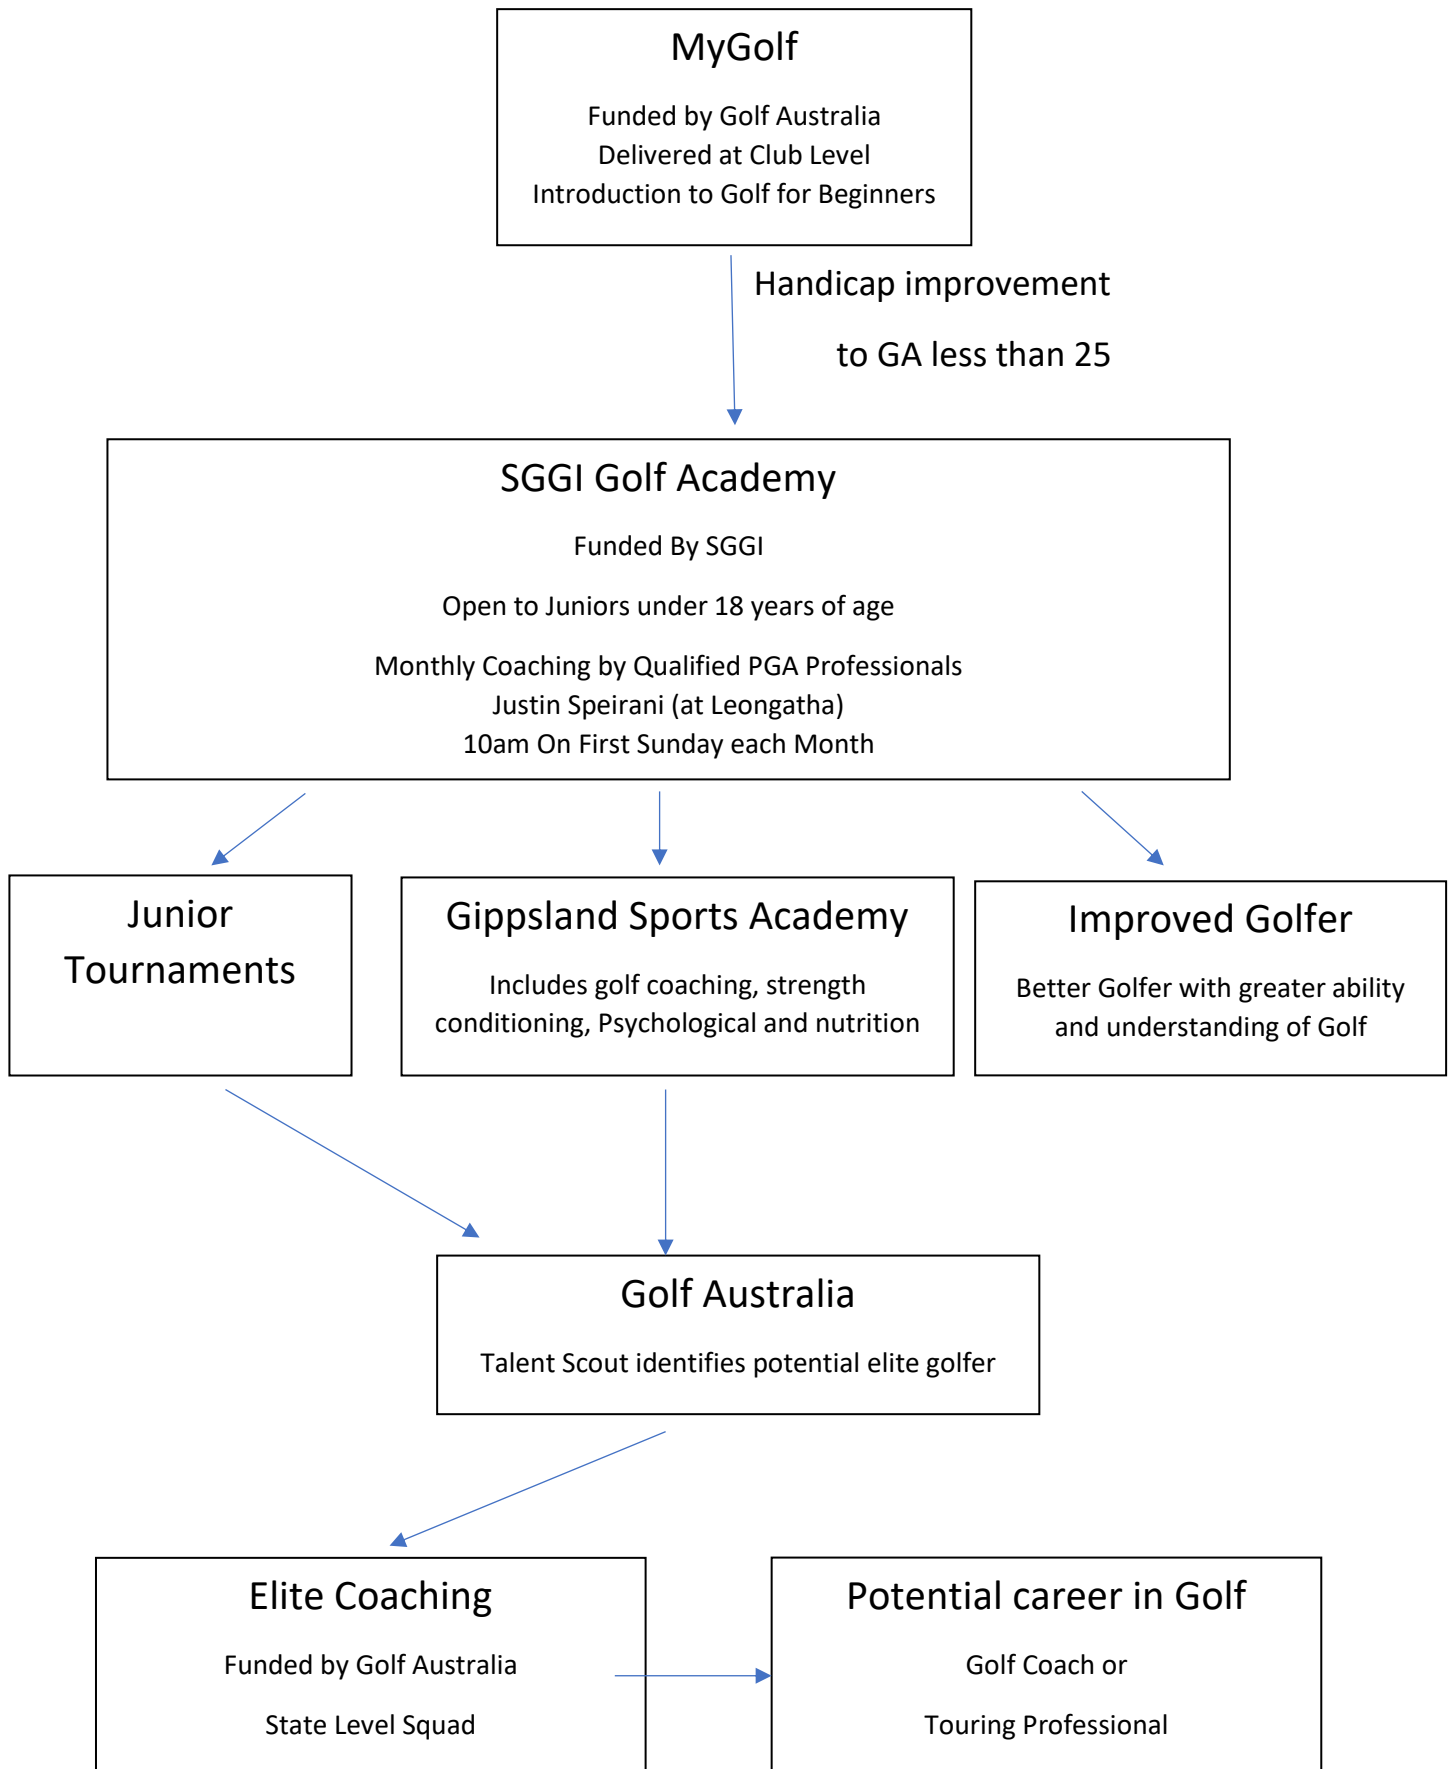 MyGolf
Funded by Golf Australia
Delivered at Club Level
Introduction to Golf for Beginners
Handicap improvement
to GA less than 25
SGGI Golf Academy
Funded By SGGI
Open to Juniors under 18 years of age
Monthly Coaching by Qualified PGA Professionals
Justin Speirani (at Leongatha)
10am On First Sunday each Month
Junior
Tournaments
Gippsland Sports Academy
Includes golf coaching, strength
conditioning, Psychological and nutrition
Improved Golfer
Better Golfer with greater ability
and understanding of Golf
Golf Australia
Talent Scout identifies potential elite golfer
Elite Coaching
Funded by Golf Australia
State Level Squad
Potential career in Golf
Golf Coach or
Touring Professional